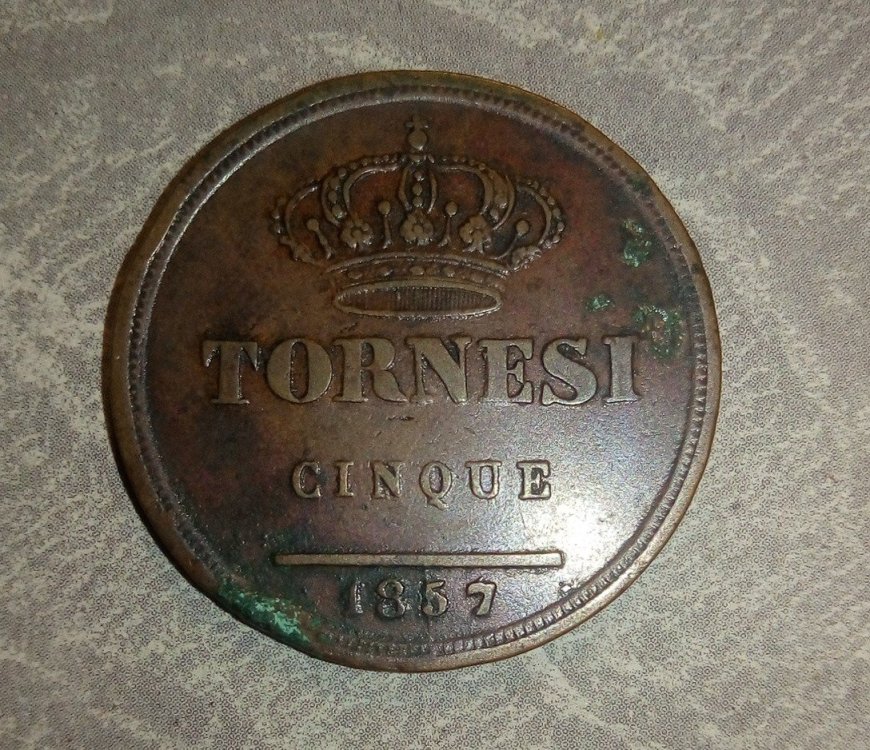 TORNESI
CINQUE
1857